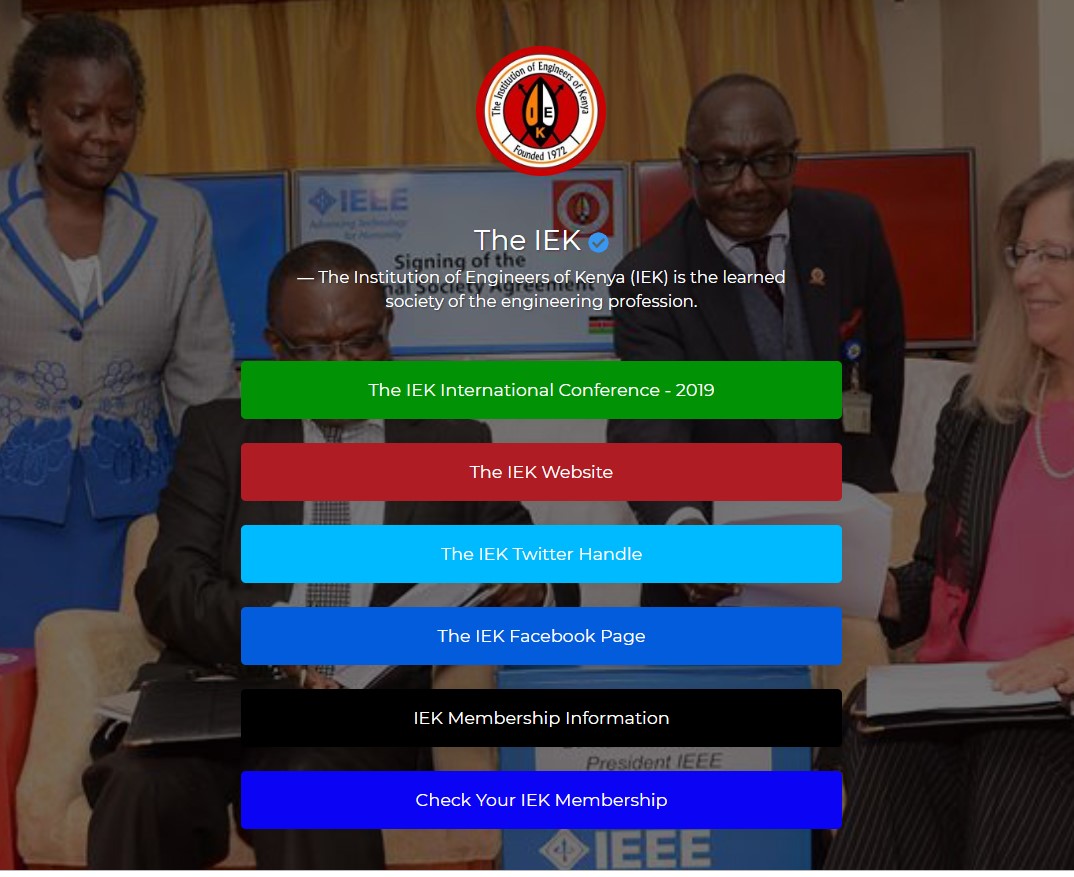 The Institution of Engineers of Kenya
I E
K
Founded 1972
IEEE
Advancing Technology
for Humanity
The IEK
Signing of the
— The Institution of Engineers of Kenya (IEK) is the learned
society of the engineering profession.
Society Agreement
The IEK International Conference - 2019
The IEK Website
The IEK Twitter Handle
The IEK Facebook Page
IEK Membership Information
President IEEE
Check Your IEK Membership
IEEE